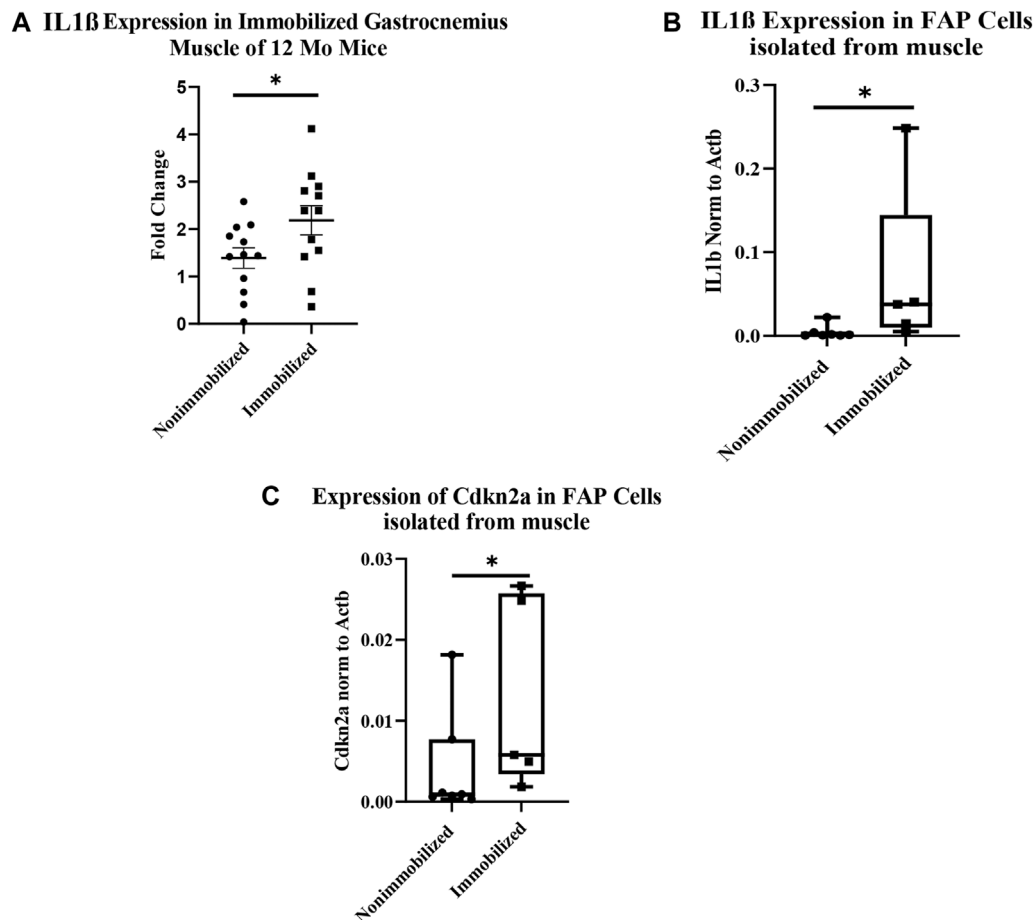 A IL1ß Expression in Immobilized Gastrocnemius
Muscle of 12 Mo Mice
*
5
4
3
2
1
0
Fold Change
Nonimmobilized
Immobilized
B IL1ß Expression in FAP Cells
isolated from muscle
*
0.3
0.2
0.1
0.0
IL1b Norm to Actb
Nonimmobilized
Immobilized
C Expression of Cdkn2a in FAP Cells
isolated from muscle
*
0.03
0.02
0.01
0.00
Cdkn2a norm to Actb
Nonimmobilized
Immobilized